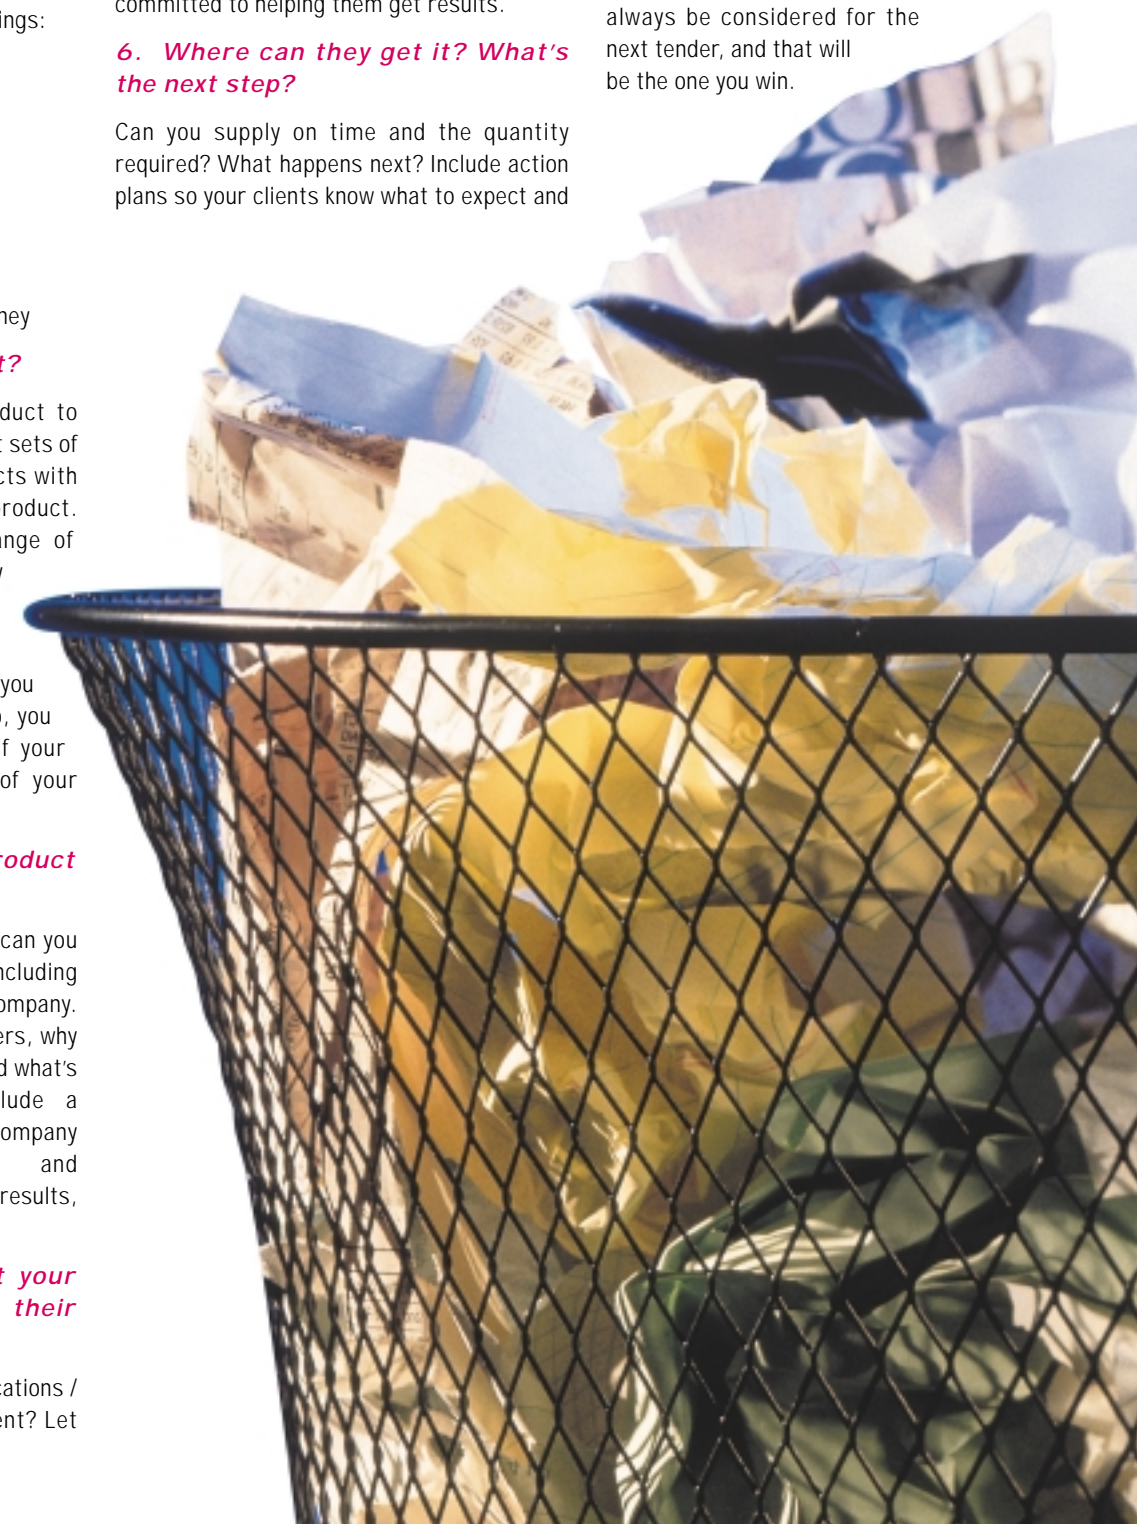 ings:
hey
t?
duct to
sets of
cts with
product.
ange of
you
, you
f your
of your
roduct
can you
ncluding
ompany.
ers, why
d what's
lude a
ompany
and
results,
t your
their
cations /
ent? Let
committed to helping them get results.
6. Where can they get it? What's
the next step?
Can you supply on time and the quantity
required? What happens next? Include action
plans so your clients know what to expect and
always be considered for the
next tender, and that will
be the one you win.